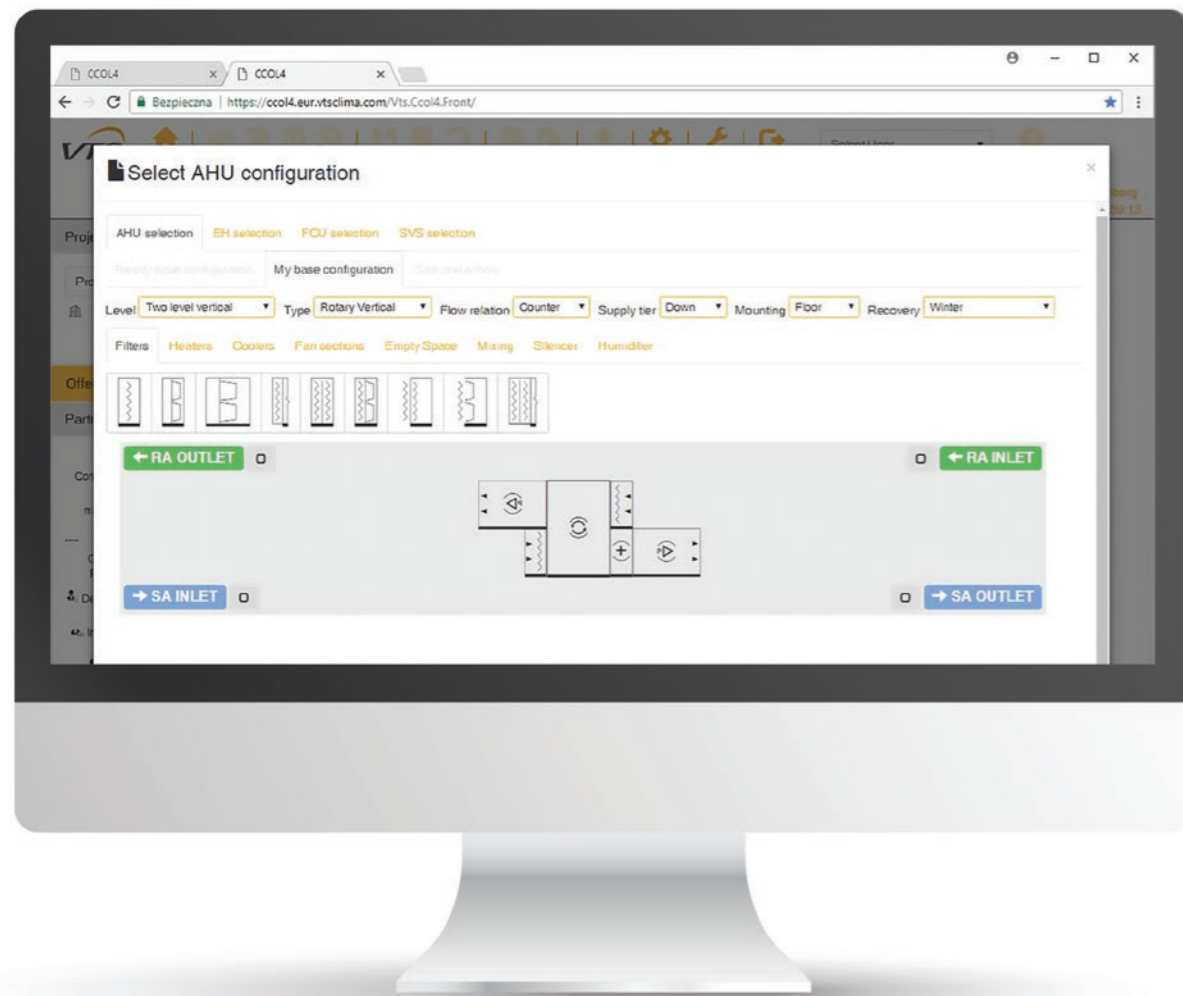 CCOL4 CCOL4
Bezpieczna | https://ccol4.eur.vtsclima.com/Vts.Ccol4.Front/
Select AHU configuration
AHU selection EH selection FCU selection SVS selection
My base configuration
Level Two level vertical Type Rotary Vertical Flow relation Counter Supply tier Down Mounting Floor Recovery Winter
Filters Heaters Coolers Fan sections Empty Space Mixing Silencer Humidifier
RA OUTLET RA INLET
SA INLET SA OUTLET